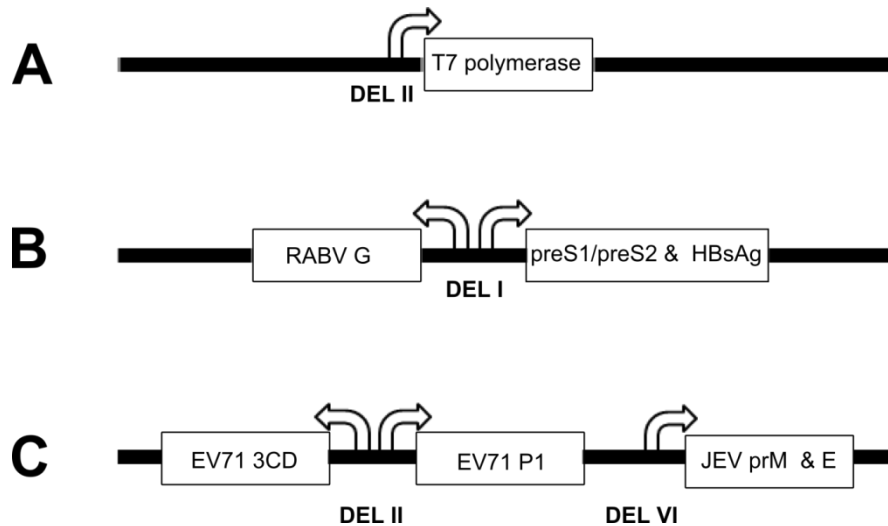 A
T7 polymerase
DEL II
B
RABV G
preS1/preS2 & HBsAg
DEL I
C
EV71 3CD
EV71 P1
JEV prM & E
DEL II
DEL VI